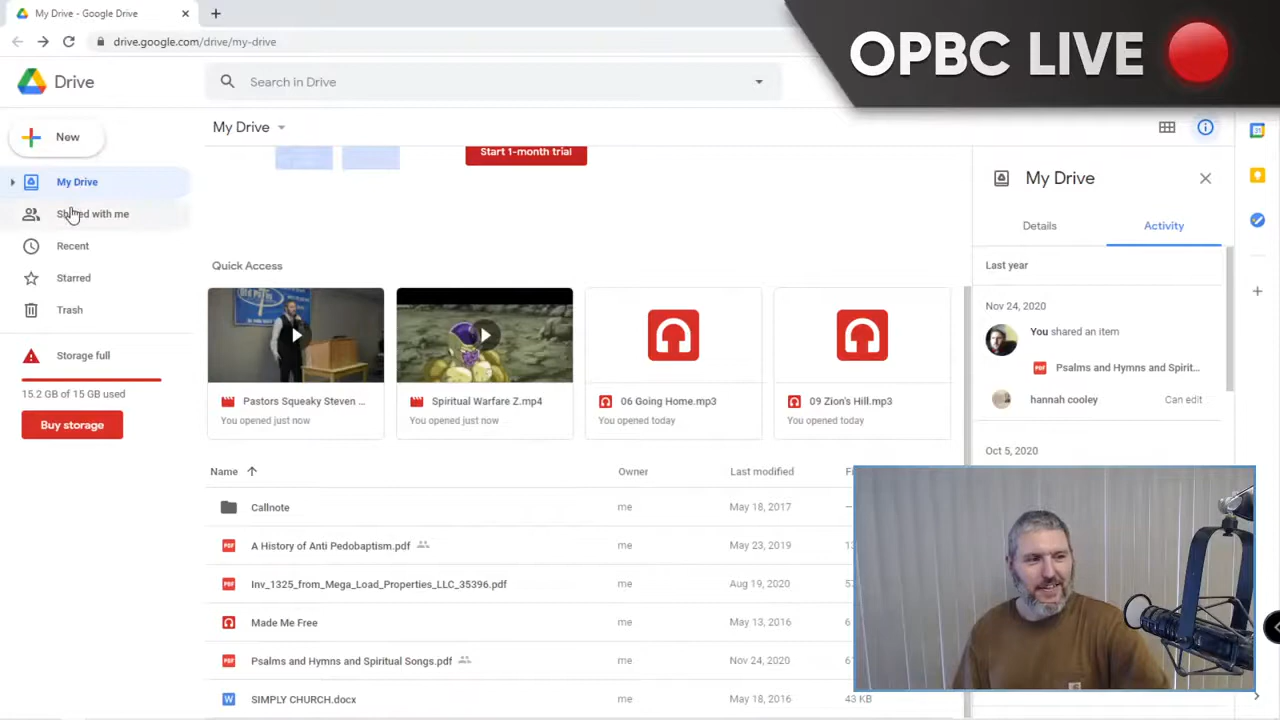 My Drive - Google Drive
OPBC LIVE
drive.google.com/drive/my-drive
Drive
Search in Drive
New
My Drive
Start 1-month trial
My Drive
My Drive
Shared with me
Details
Activity
Recent
Quick Access
Last year
Starred
Nov 24, 2020
Trash
You shared an item
Storage full
Psalms and Hymns and Spirit...
15.2 GB of 15 GB used
Pastors Squeaky Steven ...
Spiritual Warfare Z.mp4
06 Going Home.mp3
09 Zion's Hill.mp3
hannah cooley
Can edit
Buy storage
You opened just now
You opened just now
You opened today
You opened today
Oct 5, 2020
Name
Owner
Last modified
Callnote
me
May 18, 2017
—
A History of Anti Pedobaptism.pdf
me
May 23, 2019
Inv_1325_from_Mega_Load_Properties_LLC_35396.pdf
me
Aug 19, 2020
Made Me Free
me
May 13, 2016
Psalms and Hymns and Spiritual Songs.pdf
me
Nov 24, 2020
SIMPLY CHURCH.docx
me
May 18, 2016
43 KB